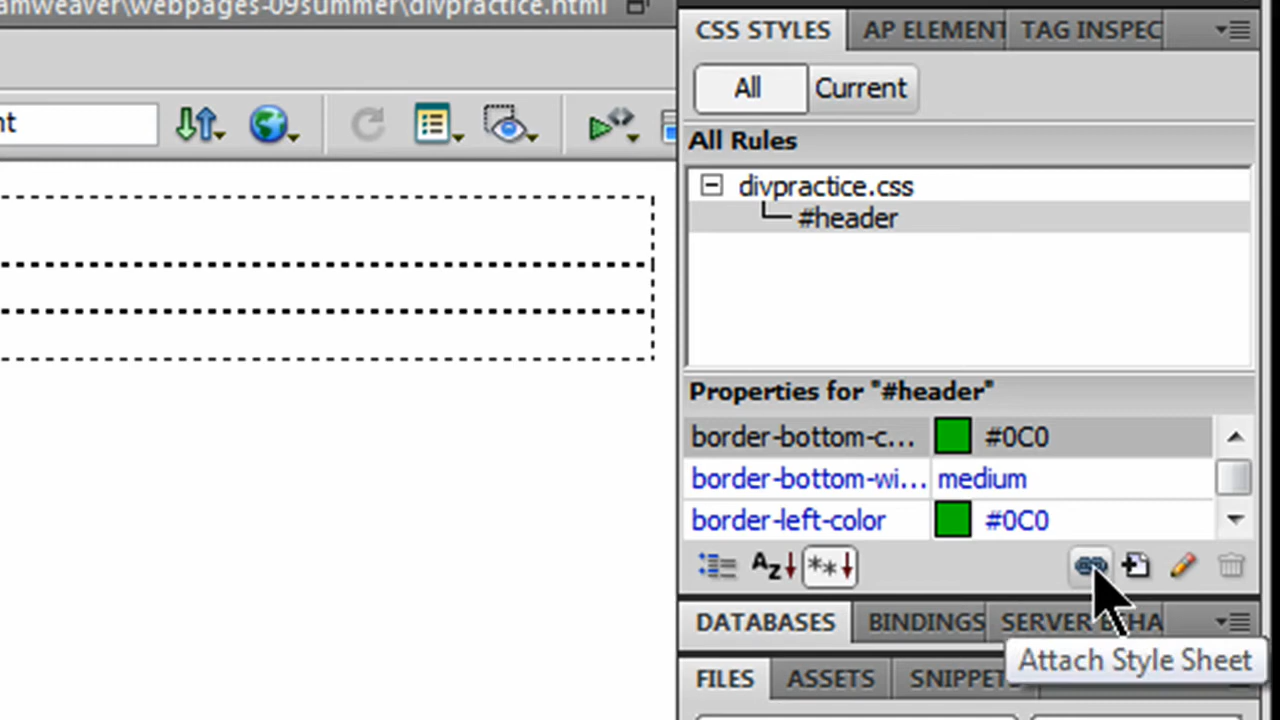 amweaver\webpages-09summer\divpractice.html
CSS STYLES
AP ELEMENT
TAG INSPEC
All
Current
nt
All Rules
divpractice.css
#header
Properties for "#header"
border-bottom-c... #0C0
border-bottom-wi... medium
border-left-color #0C0
AZ
**
DATABASES
BINDINGS
SERVER BEHA
Attach Style Sheet
FILES
ASSETS
SNIPPET